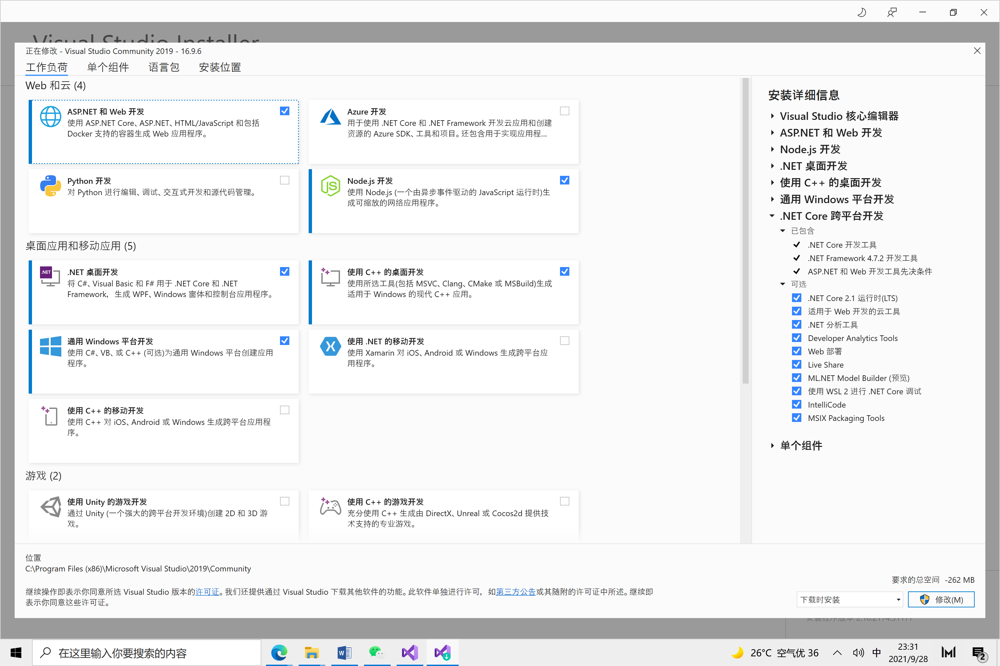 Visual Studio Installer
正在修改 - Visual Studio Community 2019 - 16.9.6
工作负荷 单个组件 语言包 安装位置
Web 和云 (4)
ASP.NET 和 Web 开发
使用 ASP.NET Core、ASP.NET、HTML/JavaScript 和包括
Docker 支持的容器生成 Web 应用程序。
Azure 开发
用于使用 .NET Core 和 .NET Framework 开发云应用和创建
资源的 Azure SDK、工具和项目。还包含用于实现应用程...
Python 开发
对 Python 进行编辑、调试、交互式开发和源代码管理。
Node.js 开发
使用 Node.js (一个由异步事件驱动的 JavaScript 运行时)生
成可缩放的网络应用程序。
桌面应用和移动应用 (5)
.NET
.NET 桌面开发
将 C#、Visual Basic 和 F# 用于 .NET Core 和 .NET
Framework，生成 WPF、Windows 窗体和控制台应用程序。
使用 C++ 的桌面开发
使用所选工具(包括 MSVC、Clang、CMake 或 MSBuild)生成
适用于 Windows 的现代 C++ 应用。
通用 Windows 平台开发
使用 C#、VB、或 C++ (可选)为通用 Windows 平台创建应用
程序。
使用 .NET 的移动开发
使用 Xamarin 对 iOS、Android 或 Windows 生成跨平台应
用程序。
使用 C++ 的移动开发
使用 C++ 对 iOS、Android 或 Windows 生成跨平台应用程
序。
游戏 (2)
使用 Unity 的游戏开发
通过 Unity (一个强大的跨平台开发环境)创建 2D 和 3D 游
戏。
使用 C++ 的游戏开发
充分使用 C++ 生成由 DirectX、Unreal 或 Cocos2d 提供技
术支持的专业游戏。
安装详细信息
Visual Studio 核心编辑器
ASP.NET 和 Web 开发
Node.js 开发
.NET 桌面开发
使用 C++ 的桌面开发
通用 Windows 平台开发
.NET Core 跨平台开发
已包含
.NET Core 开发工具
.NET Framework 4.7.2 开发工具
ASP.NET 和 Web 开发工具先决条件
可选
.NET Core 2.1 运行时(LTS)
适用于 Web 开发的云工具
.NET 分析工具
Developer Analytics Tools
Web 部署
Live Share
ML.NET Model Builder (预览)
使用 WSL 2 进行 .NET Core 调试
IntelliCode
MSIX Packaging Tools
单个组件
位置
C:\Program Files (x86)\Microsoft Visual Studio\2019\Community
继续操作即表示你同意所选 Visual Studio 版本的许可证。我们还提供通过 Visual Studio 下载其他软件的功能。此软件单独进行许可，如第三方公告或其随附的许可证中所述。继续即
表示你同意这些许可证。
要求的总空间 -262 MB
下载时安装
修改(M)
在这里输入你要搜索的内容
26°C 空气优 36
中
23:31
2021/9/28
2